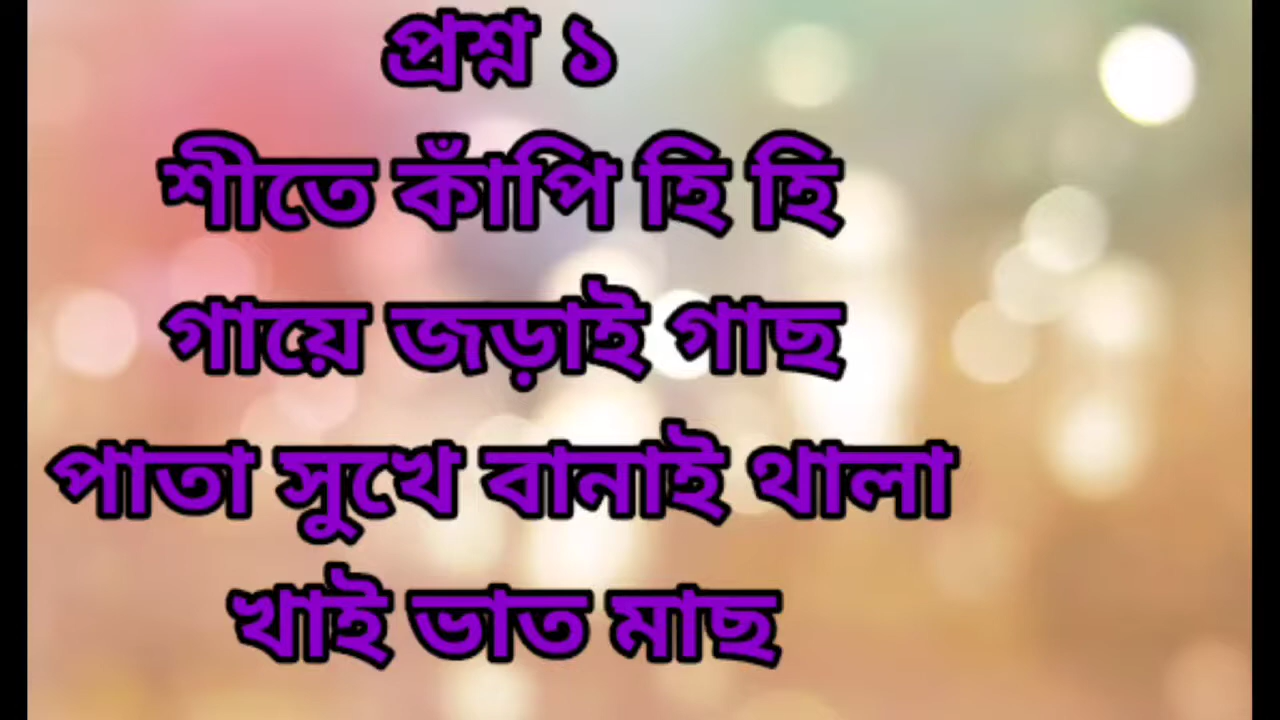 প্রশ্ন ১
শীতে কাঁপি হি হি
গায়ে জড়াই গাছ
পাতা সুখে বানাই থালা
খাই ভাত মাছ